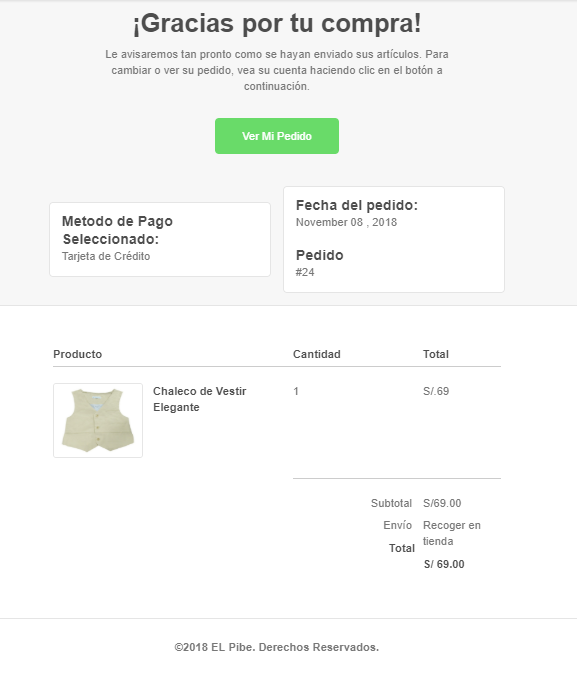 ¡Gracias por tu compra!
Le avisaremos tan pronto como se hayan enviado sus artículos. Para
cambiar o ver su pedido, vea su cuenta haciendo clic en el botón a
continuación.
Ver Mi Pedido
Metodo de Pago
Seleccionado:
Tarjeta de Crédito
Fecha del pedido:
November 08 , 2018
Pedido
#24
Producto Cantidad Total
Chaleco de Vestir
Elegante
1
S/.69
Subtotal S/69.00
Envío Recoger en
tienda
Total S/ 69.00
©2018 EL Pibe. Derechos Reservados.